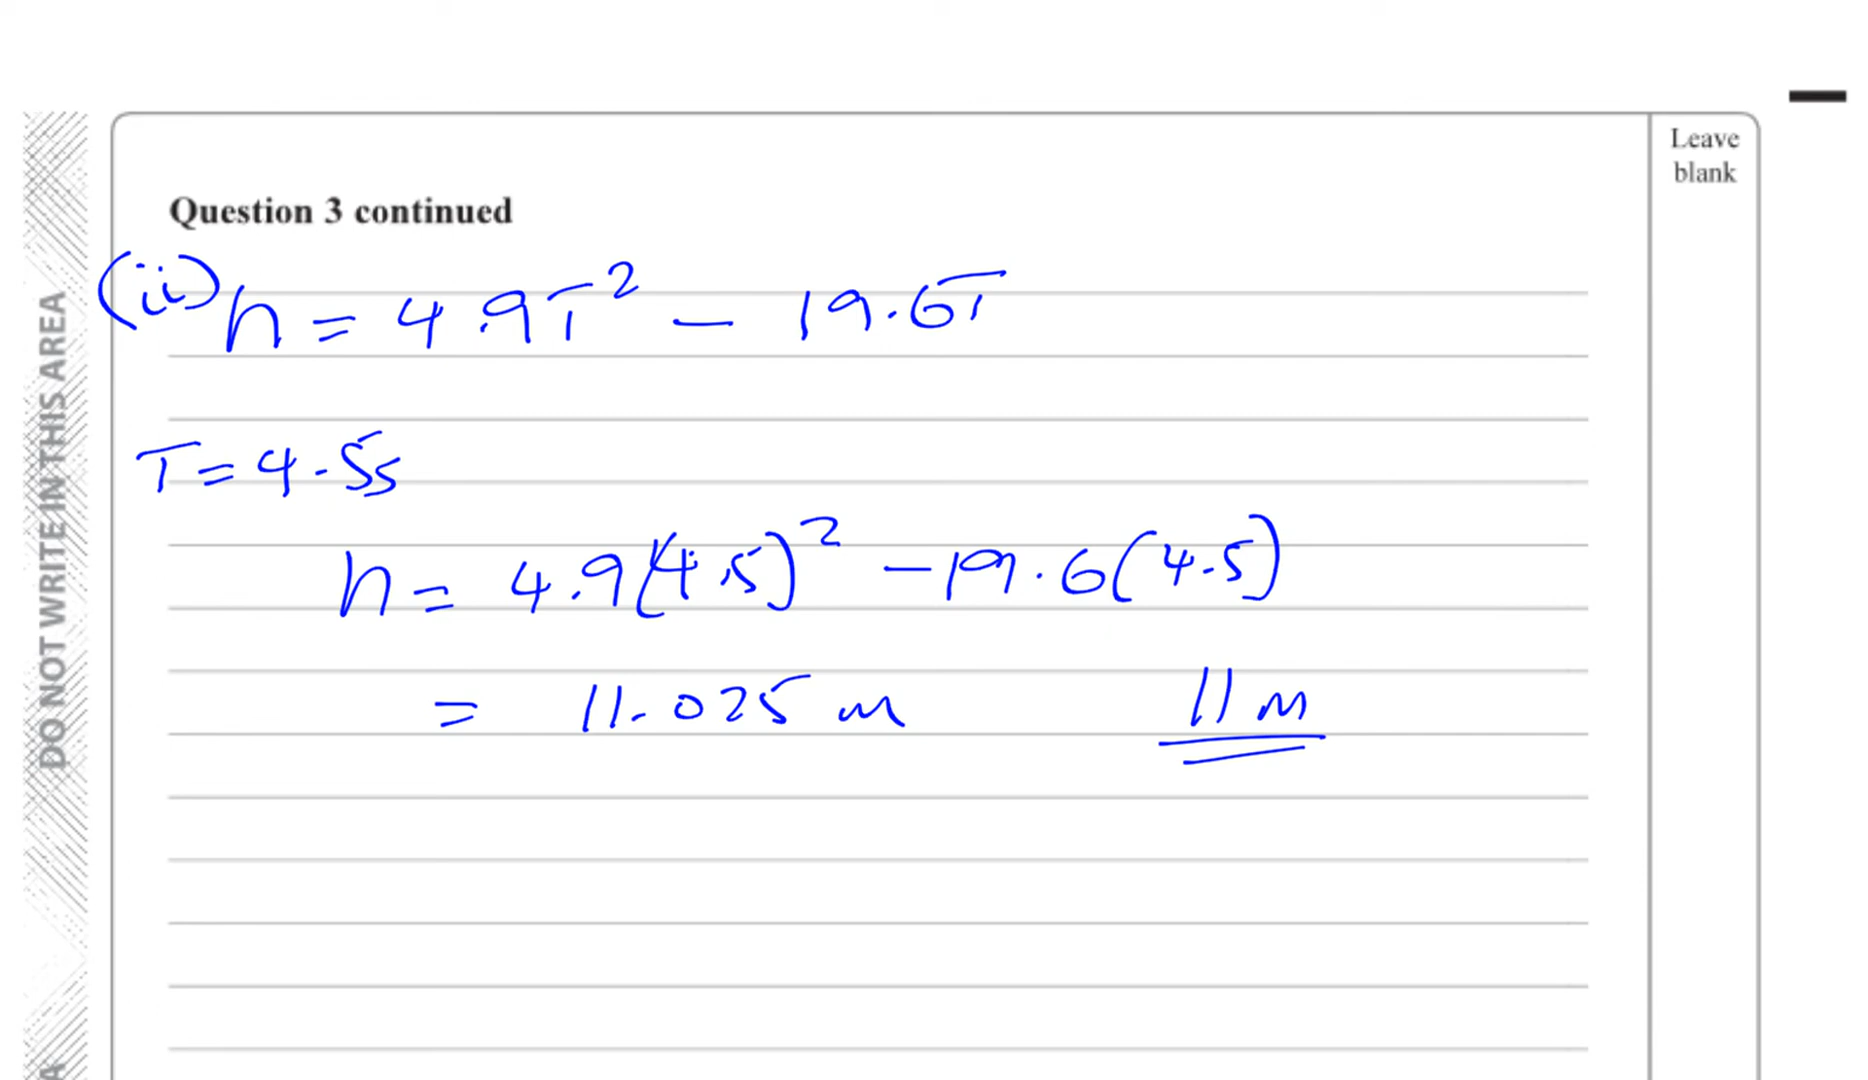 Leave
blank
Question 3 continued
(ii) h = 4.9T² – 19.6T
T = 4.5s
h = 4.9(4.5)² – 19.6(4.5)
= 11.025 m 11 m
DO NOT WRITE IN THIS AREA
A